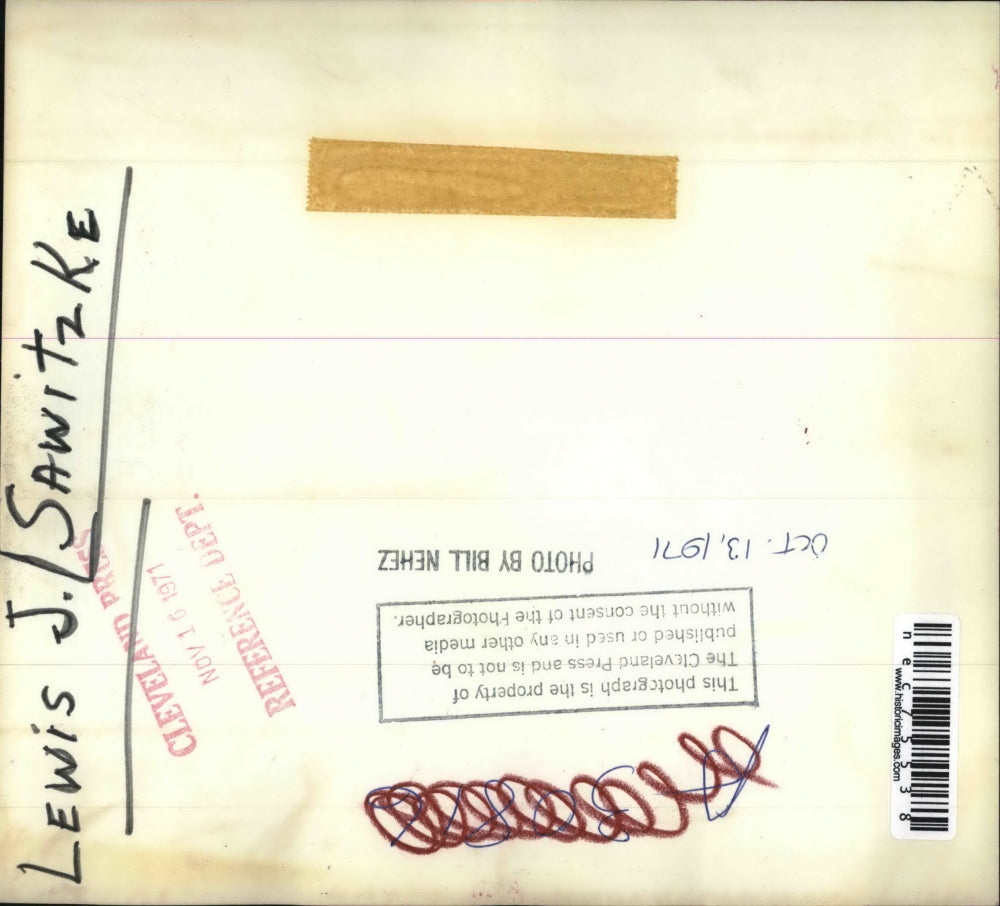 LEWIS J. / SAWITZKE
CLEVELAND PRESS
NOV 16 1971
REFERENCE DEPT.
OCT. 13, 1971
PHOTO BY BILL NEHEZ
This photograph is the property of
The Cleveland Press and is not to be
published or used in any other media
without the consent of the Photographer.
nec75538
www.historicimages.com